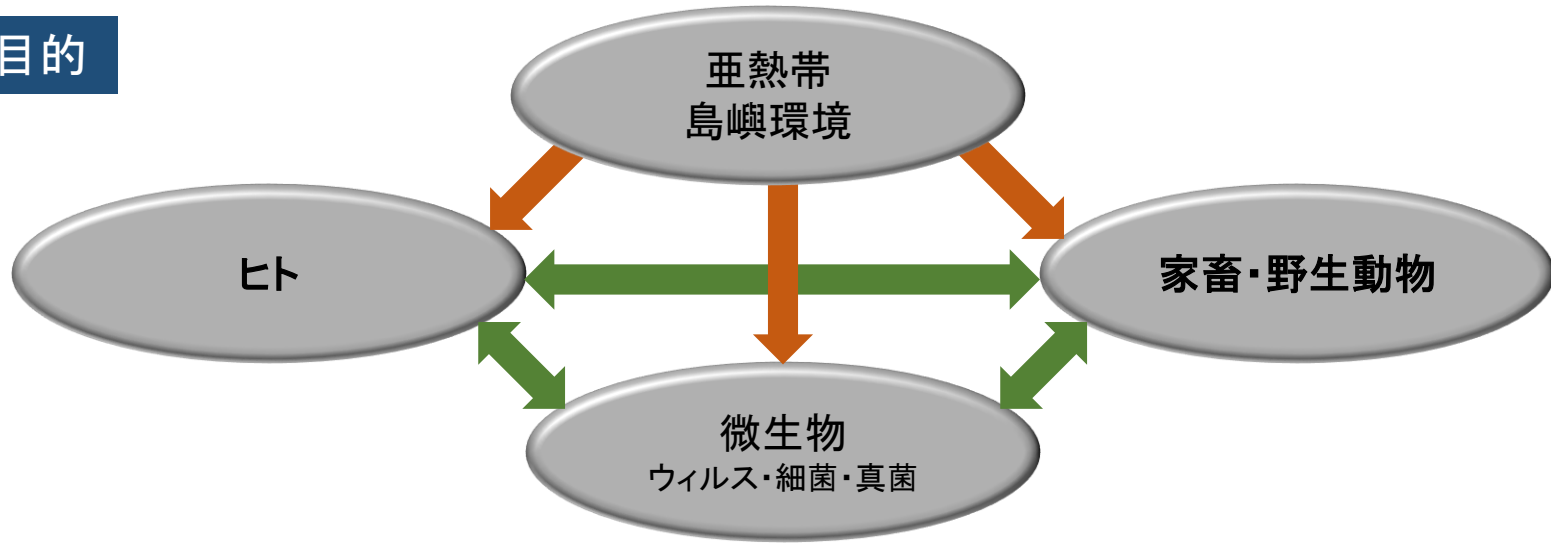 目的
亜熱帯
島嶼環境
ヒト
家畜・野生動物
微生物
ウィルス・細菌・真菌